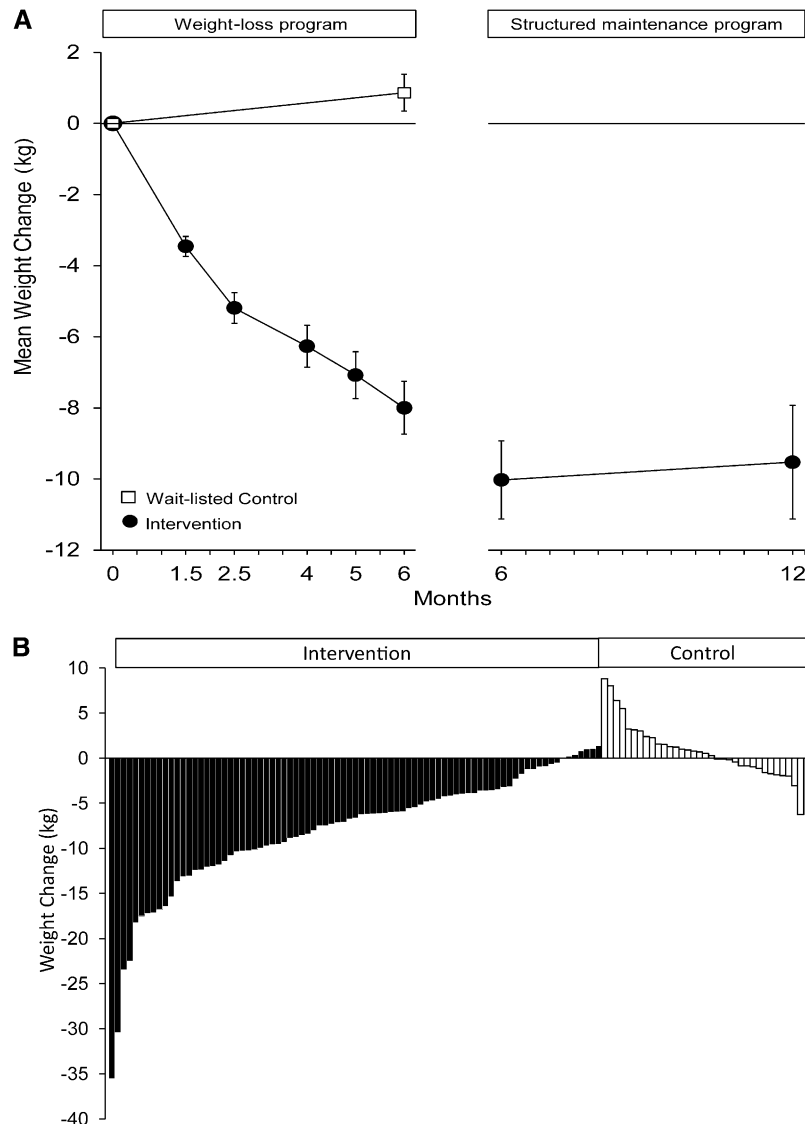 A
Weight-loss program
Structured maintenance program
2
0
-2
-4
-6
-8
-10
-12
Mean Weight Change (kg)
Wait-listed Control
Intervention
0 1.5 2.5 4 5 6 6 12
Months
B
Intervention Control
10
5
0
-5
-10
-15
-20
-25
-30
-35
-40
Weight Change (kg)